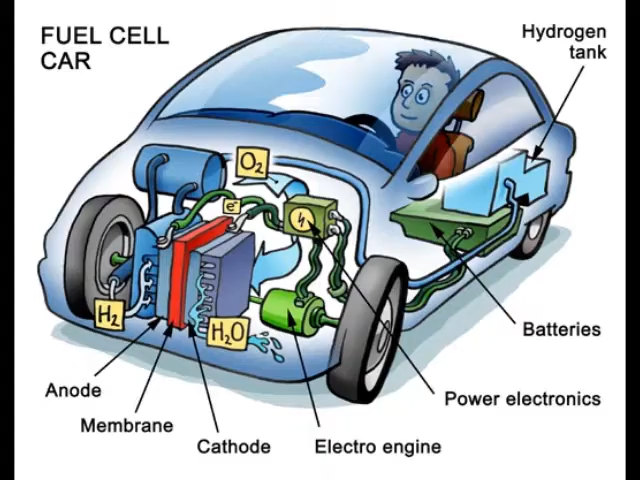 FUEL CELL
CAR
Hydrogen
tank
O₂
e⁻
H₂
H₂O
Batteries
Anode
Power electronics
Membrane
Cathode
Electro engine